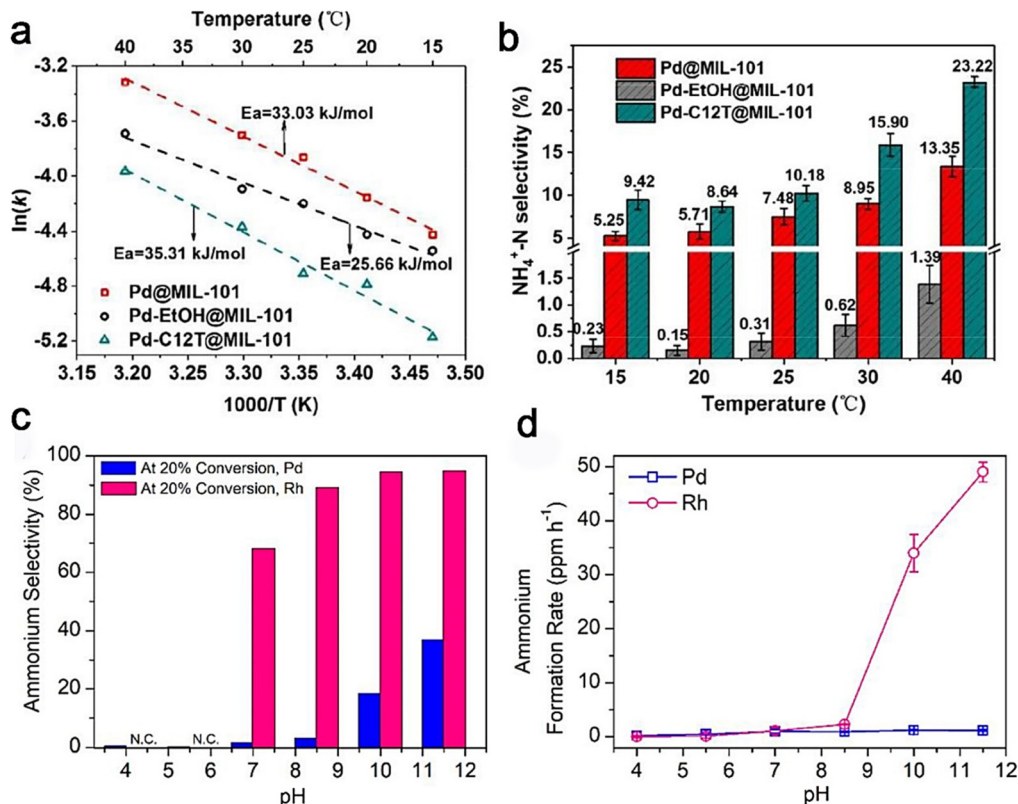 a
Temperature (℃)
40 35 30 25 20 15
-3.2
-3.6
-4.0
-4.4
-4.8
-5.2
ln(k)
Ea=33.03 kJ/mol
Ea=35.31 kJ/mol
Ea=25.66 kJ/mol
Pd@MIL-101
Pd-EtOH@MIL-101
Pd-C12T@MIL-101
3.15 3.20 3.25 3.30 3.35 3.40 3.45 3.50
1000/T (K)
b
NH₄⁺-N selectivity (%)
25
20
15
10
5
1.5
1.0
0.5
0.0
Pd@MIL-101
Pd-EtOH@MIL-101
Pd-C12T@MIL-101
0.23 5.25 9.42
0.15 5.71 8.64
0.31 7.48 10.18
0.62 8.95 15.90
1.39 13.35 23.22
15 20 25 30 40
Temperature (℃)
c
Ammonium Selectivity (%)
100
80
60
40
20
0
At 20% Conversion, Pd
At 20% Conversion, Rh
N.C. N.C.
4 5 6 7 8 9 10 11 12
pH
d
Ammonium
Formation Rate (ppm h⁻¹)
50
40
30
20
10
0
Pd
Rh
4 5 6 7 8 9 10 11 12
pH